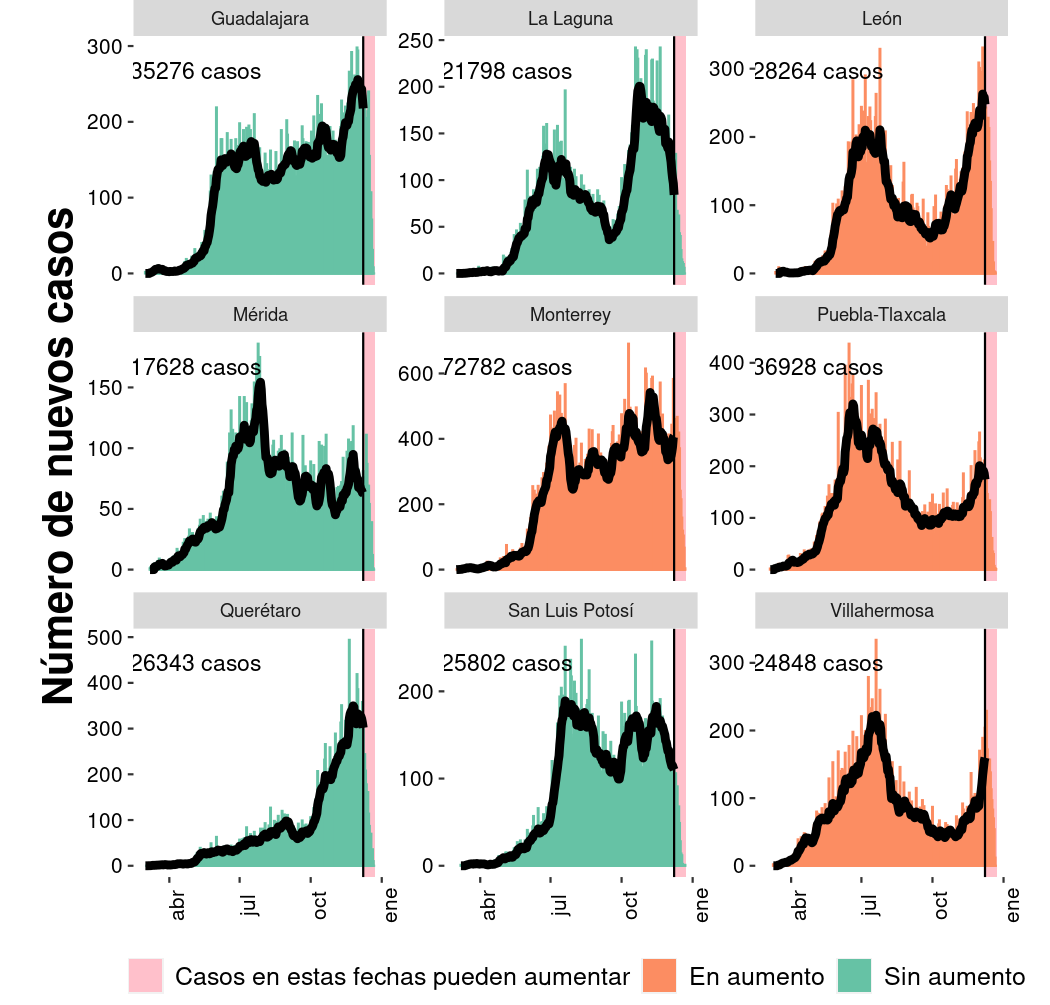 Número de nuevos casos
Guadalajara
35276 casos
300
200
100
0
La Laguna
21798 casos
250
200
150
100
50
0
León
28264 casos
300
200
100
0
Mérida
17628 casos
150
100
50
0
Monterrey
72782 casos
600
400
200
0
Puebla-Tlaxcala
36928 casos
400
300
200
100
0
Querétaro
26343 casos
500
400
300
200
100
0
San Luis Potosí
25802 casos
200
100
0
Villahermosa
24848 casos
300
200
100
0
abr jul oct ene
abr jul oct ene
abr jul oct ene
Casos en estas fechas pueden aumentar En aumento Sin aumento